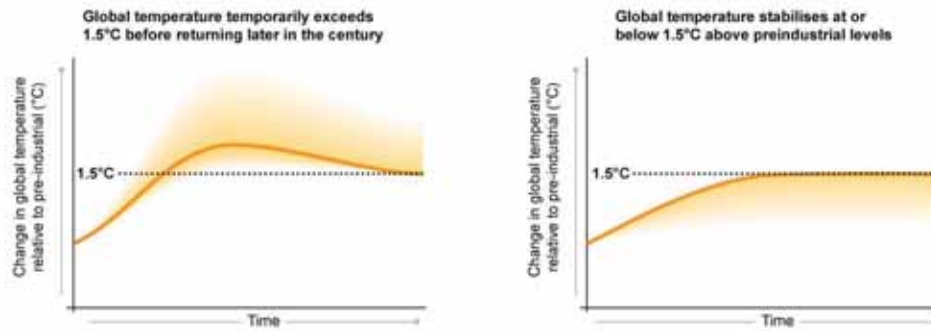 Global temperature temporarily exceeds
1.5°C before returning later in the century
Change in global temperature
relative to pre-industrial (°C)
1.5°C
Time
Global temperature stabilises at or
below 1.5°C above preindustrial levels
Change in global temperature
relative to pre-industrial (°C)
1.5°C
Time